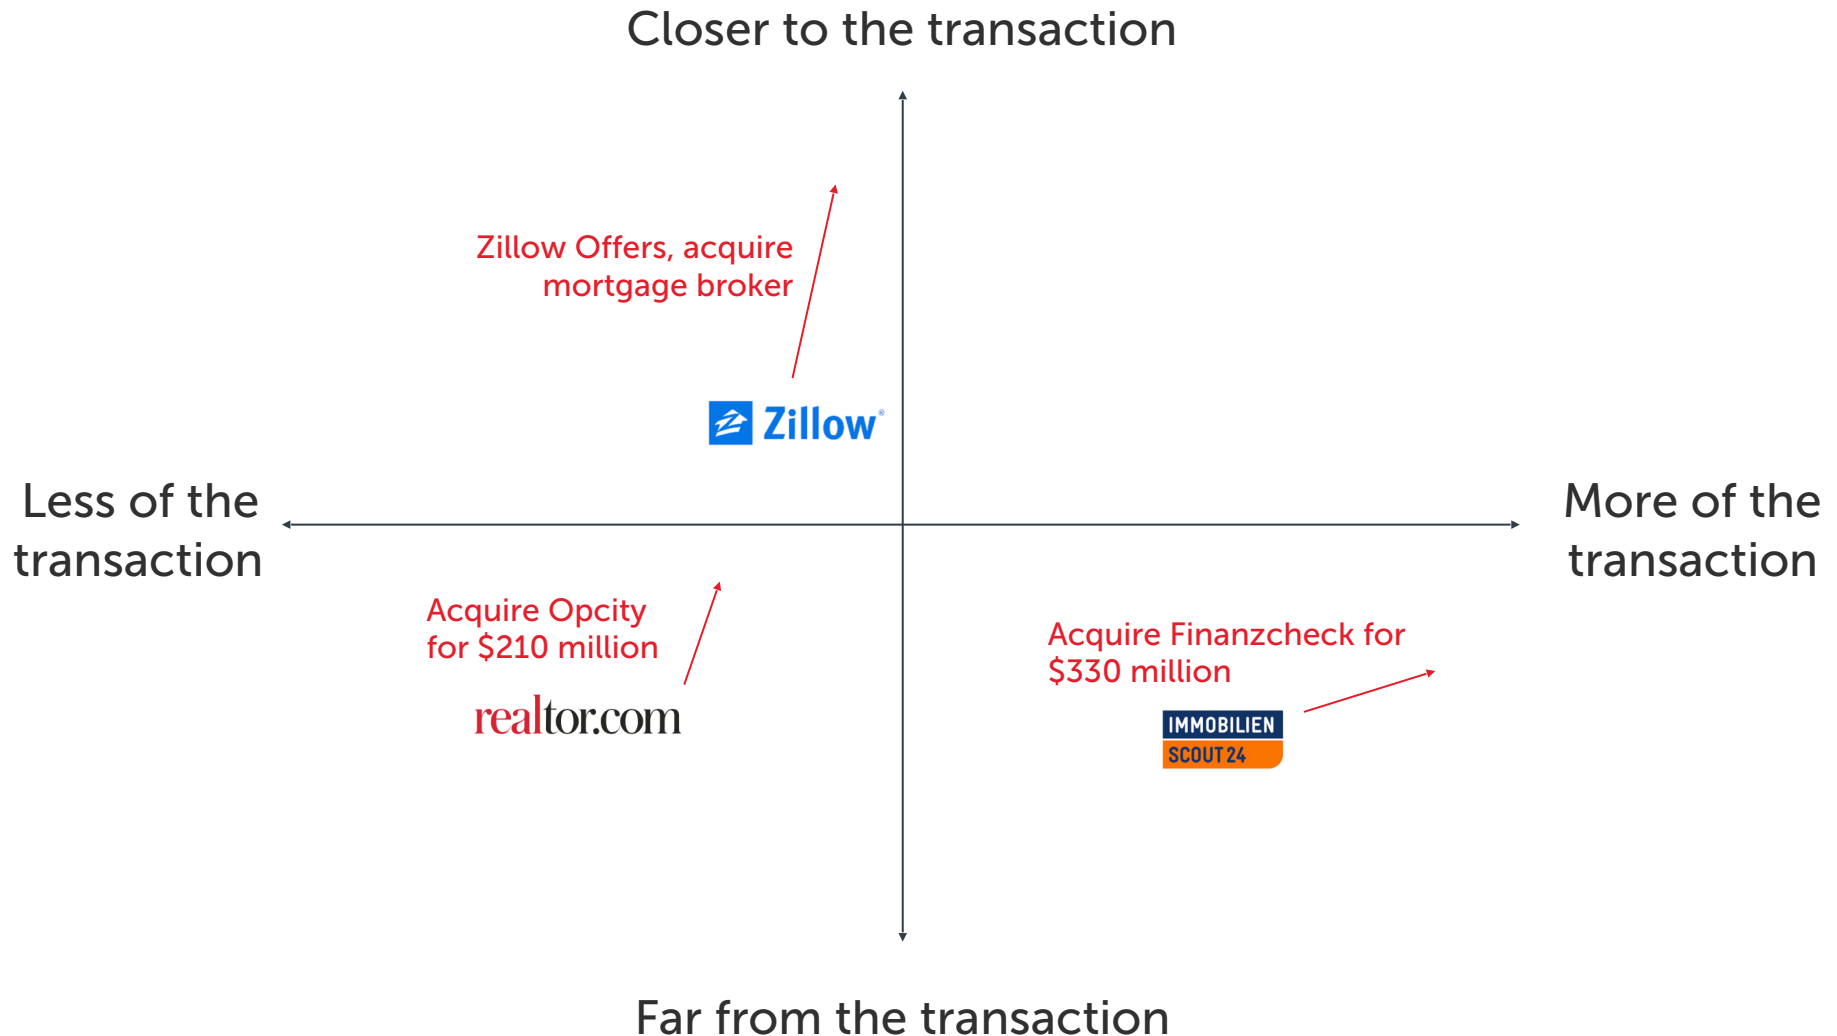 Closer to the transaction
Zillow Offers, acquire
mortgage broker
Zillow®
Less of the
transaction
More of the
transaction
Acquire Opcity
for $210 million
realtor.com
Acquire Finanzcheck for
$330 million
IMMOBILIEN
SCOUT 24
Far from the transaction